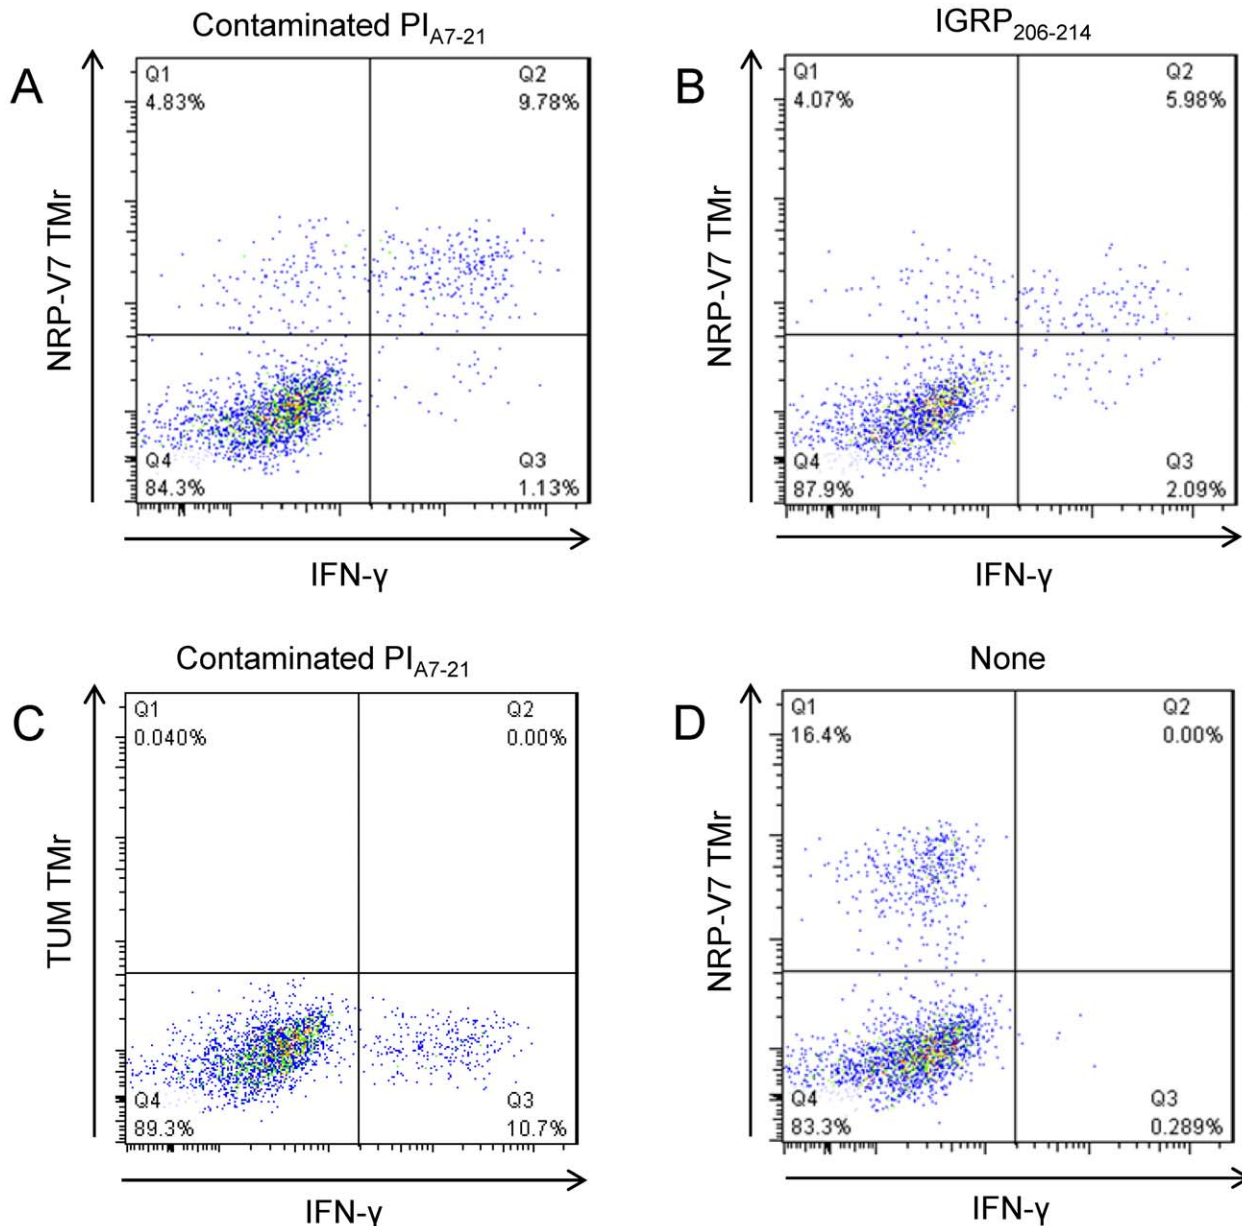 A
Contaminated PI_A7-21
Q1
4.83%
Q2
9.78%
Q4
84.3%
Q3
1.13%
NRP-V7 TMr
IFN-γ
B
IGRP_206-214
Q1
4.07%
Q2
5.98%
Q4
87.9%
Q3
2.09%
NRP-V7 TMr
IFN-γ
C
Contaminated PI_A7-21
Q1
0.040%
Q2
0.00%
Q4
89.3%
Q3
10.7%
TUM TMr
IFN-γ
D
None
Q1
16.4%
Q2
0.00%
Q4
83.3%
Q3
0.289%
NRP-V7 TMr
IFN-γ